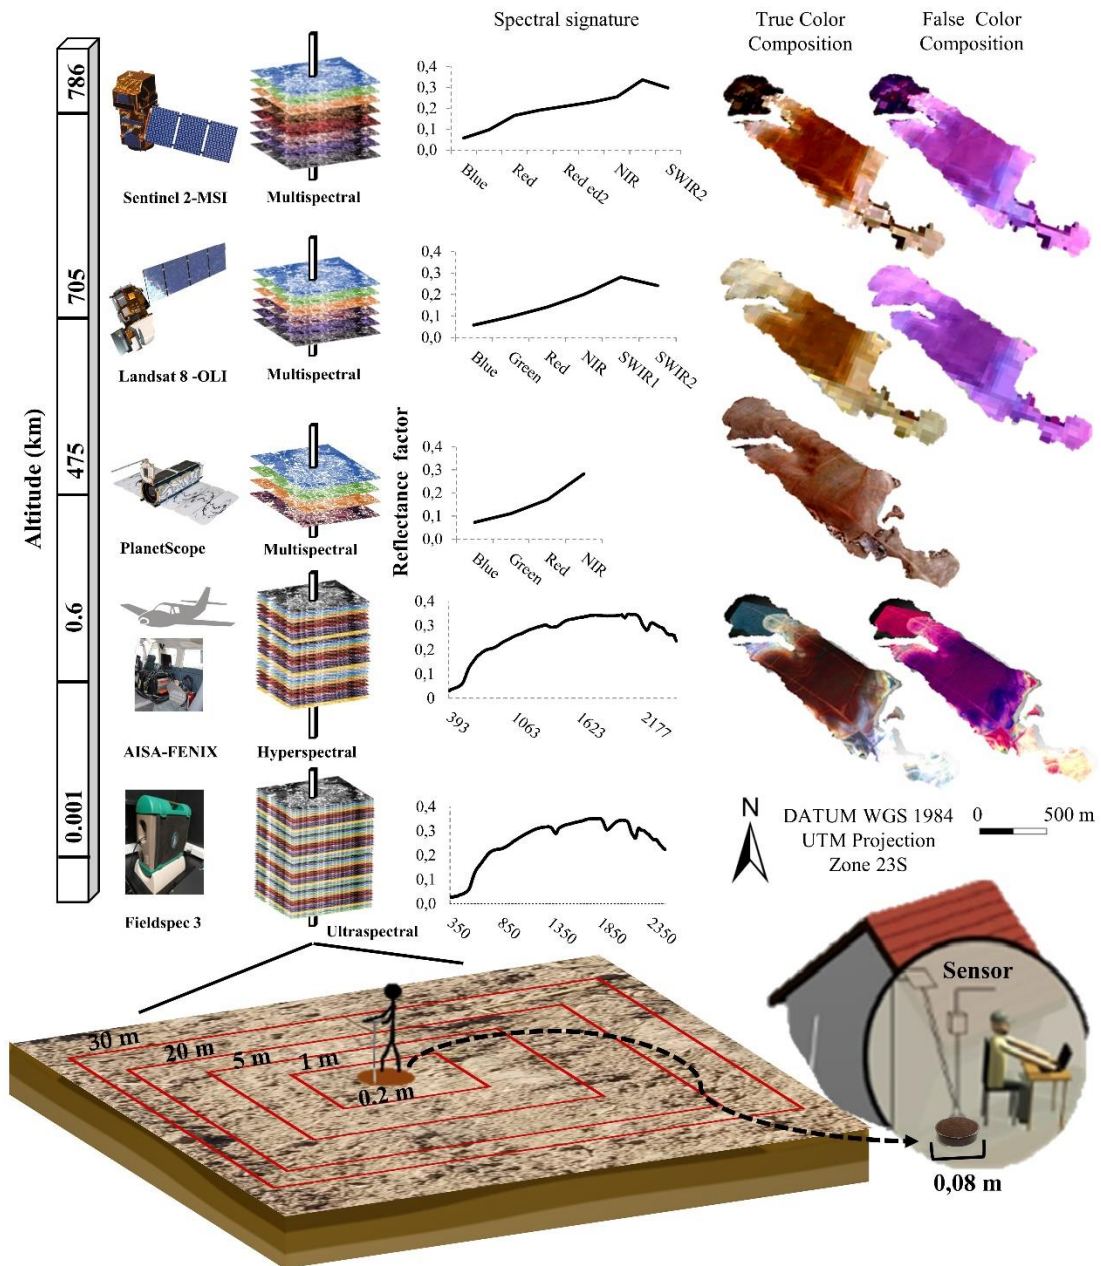 Spectral signature
True Color
Composition
False Color
Composition
Altitude (km)
786
705
475
0.6
0.001
Sentinel 2-MSI
Multispectral
0,4
0,3
0,2
0,1
0,0
Blue
Red
Red ed2
NIR
SWIR2
Landsat 8 -OLI
Multispectral
0,4
0,3
0,2
0,1
0,0
Blue
Green
Red
NIR
SWIR1
SWIR2
Reflectance factor
PlanetScope
Multispectral
0,4
0,3
0,2
0,1
0,0
Blue
Green
Red
NIR
AISA-FENIX
Hyperspectral
0,4
0,3
0,2
0,1
0
393
1063
1623
2177
Fieldspec 3
Ultraspectral
0,4
0,3
0,2
0,1
0,0
350
850
1350
1850
2350
N
DATUM WGS 1984
UTM Projection
Zone 23S
0 500 m
30 m
20 m
5 m
1 m
0.2 m
Sensor
0,08 m